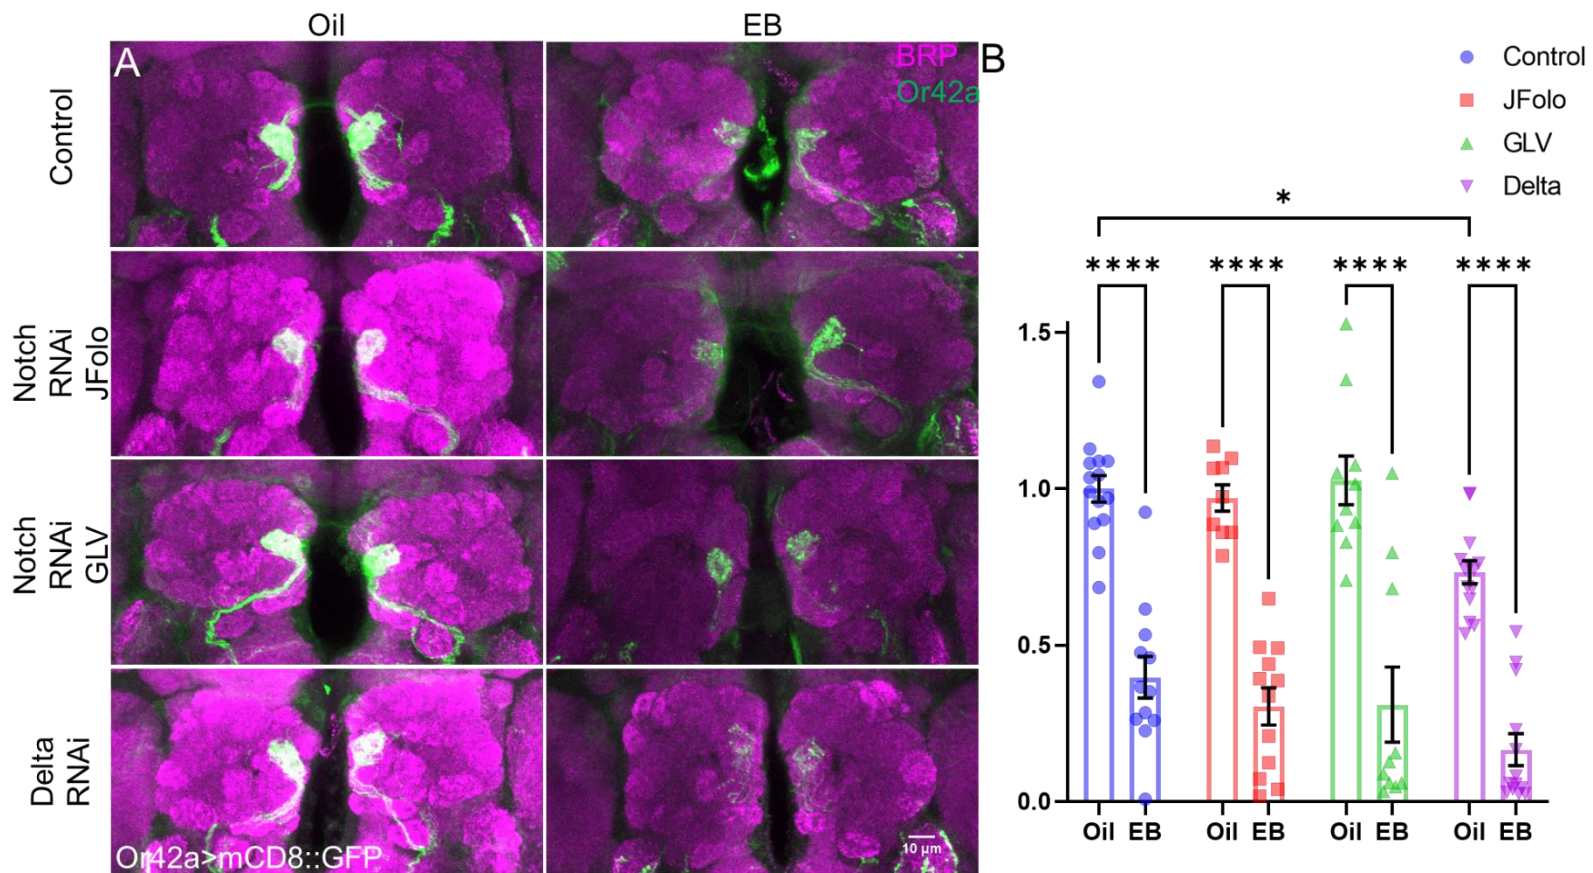 Oil
EB
A
BRP
Or42a
B
Control
JFolo
GLV
Delta
Control
Notch
RNAi
JFolo
Notch
RNAi
GLV
Delta
RNAi
Or42a>mCD8::GFP
10 μm
*
**** **** **** ****
1.5
1.0
0.5
0.0
Oil EB Oil EB Oil EB Oil EB